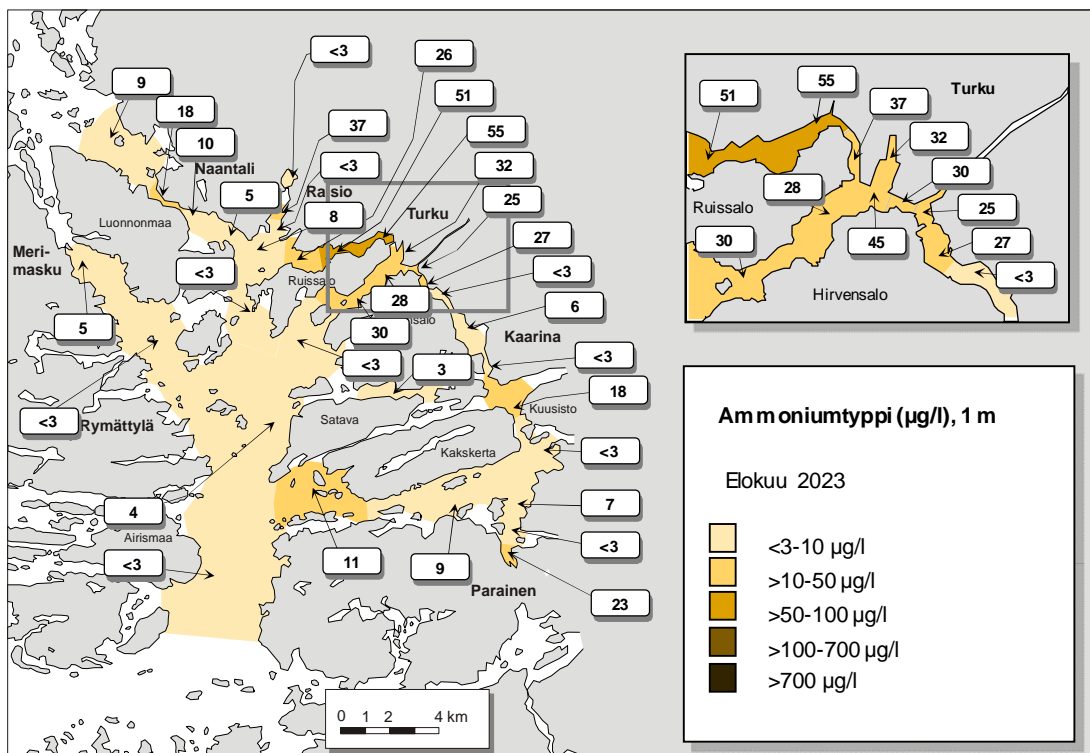 <3
26
9
51
18
37
55
10
Naantali
<3
32
Raisio
5
8
Turku
25
Luonnonmaa
27
Meri-
masku
<3
Ruissalo
<3
28
6
5
30
Kaarina
<3
3
<3
18
<3
Rymättylä
Satava
Kuusisto
Kakskerta
<3
4
7
Airismaa
<3
11
9
<3
Parainen
23
0 1 2 4 km
55
Turku
51
37
32
28
30
Ruissalo
25
30
45
27
<3
Hirvensalo
Ammoniumtyppi (µg/l), 1 m
Elokuu 2023
<3-10 µg/l
>10-50 µg/l
>50-100 µg/l
>100-700 µg/l
>700 µg/l